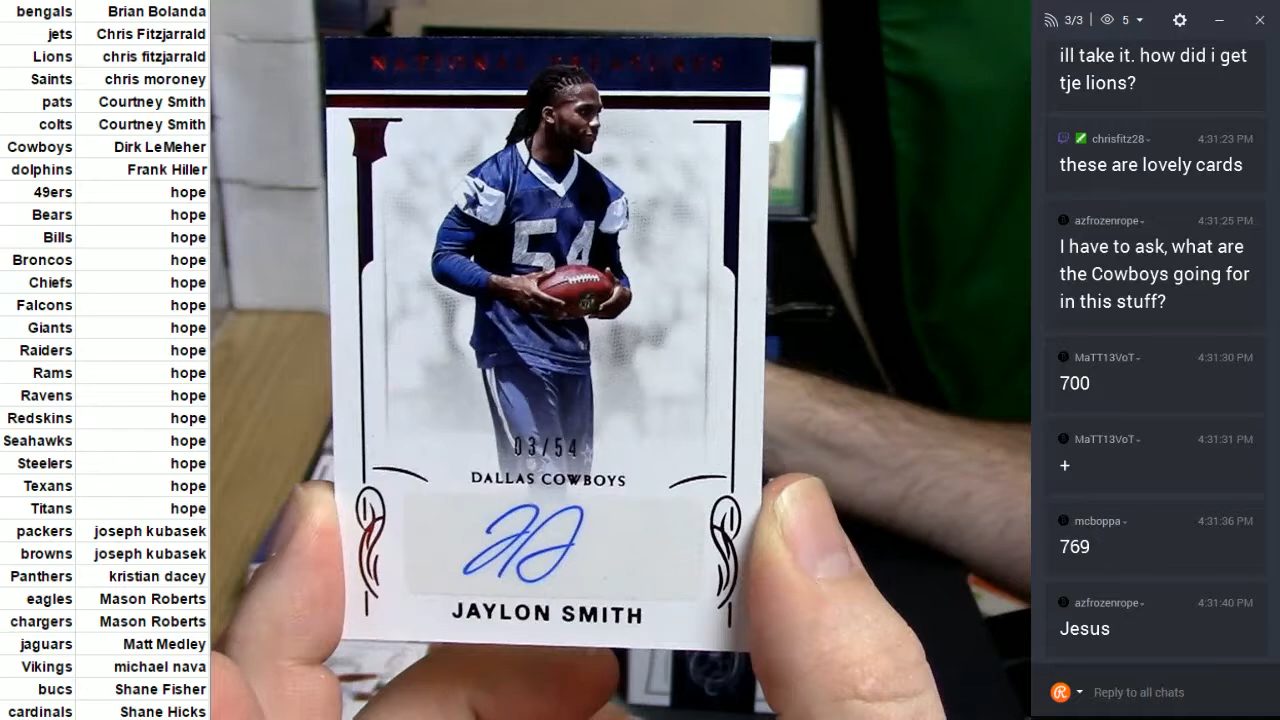 bengals Brian Bolanda
jets Chris Fitzjarrald
Lions chris fitzjarrald
Saints chris moroney
pats Courtney Smith
colts Courtney Smith
Cowboys Dirk LeMeher
dolphins Frank Hiller
49ers hope
Bears hope
Bills hope
Broncos hope
Chiefs hope
Falcons hope
Giants hope
Raiders hope
Rams hope
Ravens hope
Redskins hope
Seahawks hope
Steelers hope
Texans hope
Titans hope
packers joseph kubasek
browns joseph kubasek
Panthers kristian dacey
eagles Mason Roberts
chargers Mason Roberts
jaguars Matt Medley
Vikings michael nava
bucs Shane Fisher
cardinals Shane Hicks
NATIONAL TREASURES
54
03/54
DALLAS COWBOYS
JAYLON SMITH
3/3 5
ill take it. how did i get
tje lions?
chrisfitz28 4:31:23 PM
these are lovely cards
azfrozenrope 4:31:25 PM
I have to ask, what are
the Cowboys going for
in this stuff?
MaTT13VoT 4:31:30 PM
700
MaTT13VoT 4:31:31 PM
+
mcboppa 4:31:36 PM
769
azfrozenrope 4:31:40 PM
Jesus
Reply to all chats